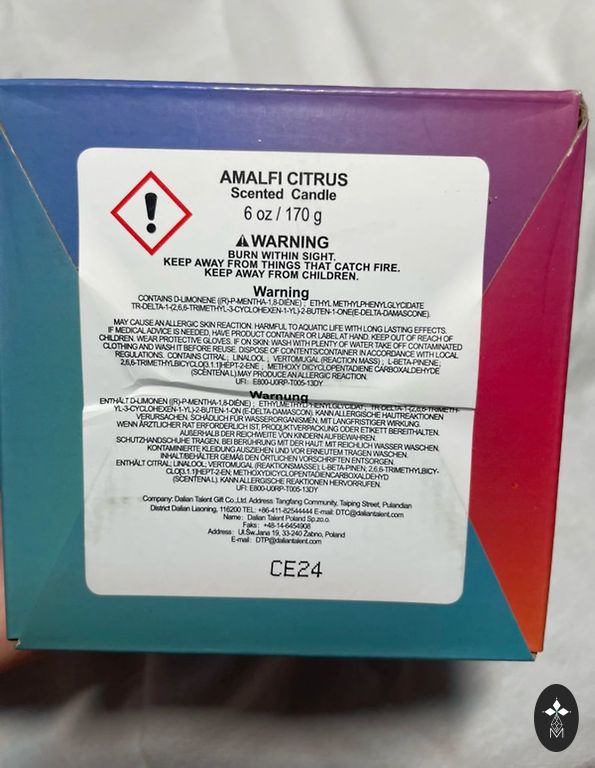 AMALFI CITRUS
Scented Candle
6 oz / 170 g
WARNING
BURN WITHIN SIGHT.
KEEP AWAY FROM THINGS THAT CATCH FIRE.
KEEP AWAY FROM CHILDREN.
Warning
CONTAINS D-LIMONENE ((R)-P-MENTHA-1,8-DIENE) ; ETHYL METHYLPHENYLGLYCIDATE
TR-DELTA-1-(2,6,6-TRIMETHYL-3-CYCLOHEXEN-1-YL)-2-BUTEN-1-ONE(E-DELTA-DAMASCONE).
MAY CAUSE AN ALLERGIC SKIN REACTION. HARMFUL TO AQUATIC LIFE WITH LONG LASTING EFFECTS.
IF MEDICAL ADVICE IS NEEDED, HAVE PRODUCT CONTAINER OR LABEL AT HAND. KEEP OUT OF REACH OF
CHILDREN. WEAR PROTECTIVE GLOVES. IF ON SKIN: WASH WITH PLENTY OF WATER TAKE OFF CONTAMINATED
CLOTHING AND WASH IT BEFORE REUSE. DISPOSE OF CONTENTS/CONTAINER IN ACCORDANCE WITH LOCAL
REGULATIONS. CONTAINS CITRAL; LINALOOL ; VERTOMUGAL (REACTION MASS) ; L-BETA-PINENE;
2,6,6-TRIMETHYLBICYCLO[3.1.1]HEPT-2-ENE ; METHOXY DICYCLOPENTADIENE CARBOXALDEHYDE
(SCENTENAL).MAY PRODUCE AN ALLERGIC REACTION.
UFI: E800-U0RP-T005-13DY
Warnung
ENTHÄLT D-LIMONEN ((R)-P-MENTHA-1,8-DIÉN) ; ETHYLMETHYLPHENYLGLYCIDAT; TR-DELTA-1-(2,6,6-TRIMETH-
YL-3-CYCLOHEXEN-1-YL)-2-BUTEN-1-ON (E-DELTA-DAMASCON). KANN ALLERGISCHE HAUTREAKTIONEN
VERURSACHEN. SCHÄDLICH FÜR WASSERORGANISMEN, MIT LANGFRISTIGER WIRKUNG.
WENN ÄRZTLICHER RAT ERFORDERLICH IST, PRODUKTVERPACKUNG ODER ETIKETT BEREITHALTEN.
AUßERHALB DER REICHWEITE VON KINDERN AUFBEWAHREN.
SCHUTZHANDSCHUHE TRAGEN. BEI BERÜHRUNG MIT DER HAUT: MIT REICHLICH WASSER WASCHEN.
KONTAMINIERTE KLEIDUNG AUSZIEHEN UND VOR ERNEUTEM TRAGEN WASCHEN.
INHALT/BEHÄLTER GEMÄß DEN ÖRTLICHEN VORSCHRIFTEN ENTSORGEN.
ENTHÄLT CITRAL; LINALOOL; VERTOMUGAL (REAKTIONSMASSE); L-BETA-PINEN; 2,6,6-TRIMETHYLBICY-
CLO[3.1.1]HEPT-2-EN; METHOXYDICYCLOPENTADIENCARBOXALDEHYD
(SCENTENAL). KANN ALLERGISCHE REAKTIONEN HERVORRUFEN.
UFI: E800-U0RP-T005-13DY
Company: Dalian Talent Gift Co.,Ltd. Address: Tangfang Community, Taiping Street, Pulandian
District Dalian Liaoning, 116200 TEL: +86-411-82544444 E-mail: DTC@daliantalent.com
Name : Dalian Talent Poland Sp.zo.o.
Faks : +48-14-6454908
Address : Ul.Sw.Jana 19, 33-240 Żabno, Poland
E-mail : DTP@daliantalent.com
CE24
M